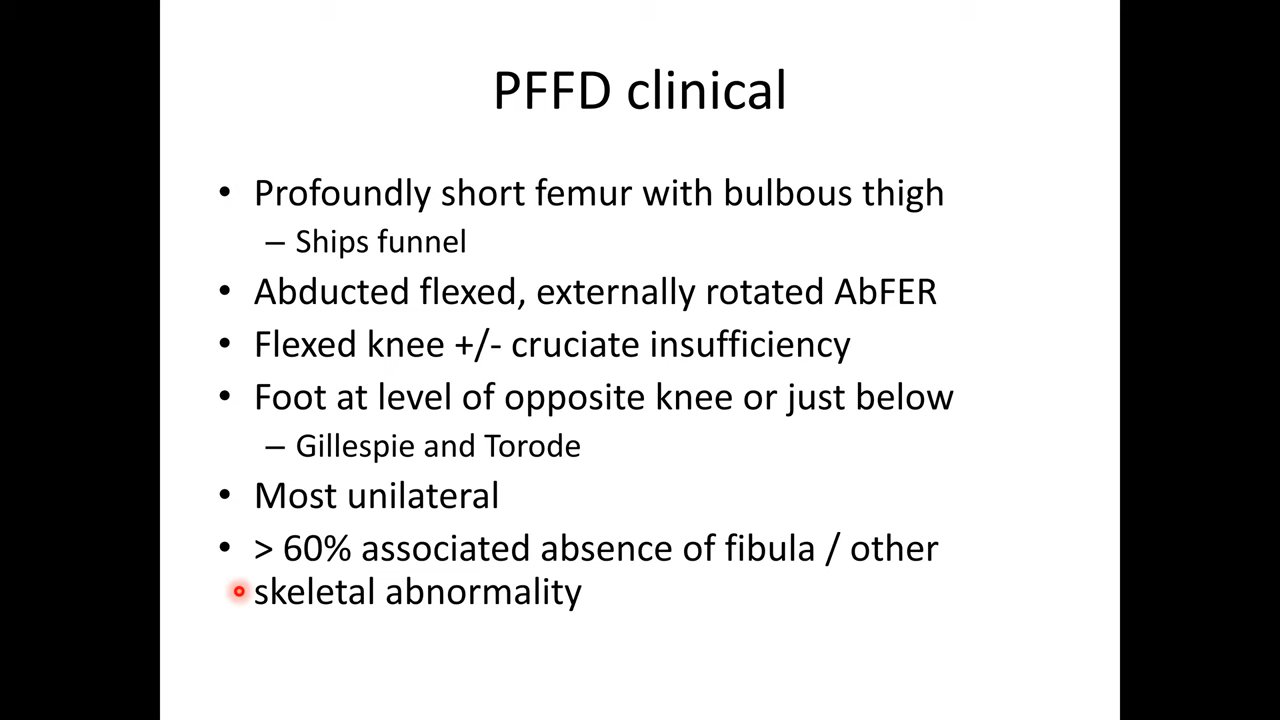 PFFD clinical
• Profoundly short femur with bulbous thigh
– Ships funnel
• Abducted flexed, externally rotated AbFER
• Flexed knee +/- cruciate insufficiency
• Foot at level of opposite knee or just below
– Gillespie and Torode
• Most unilateral
• > 60% associated absence of fibula / other
skeletal abnormality